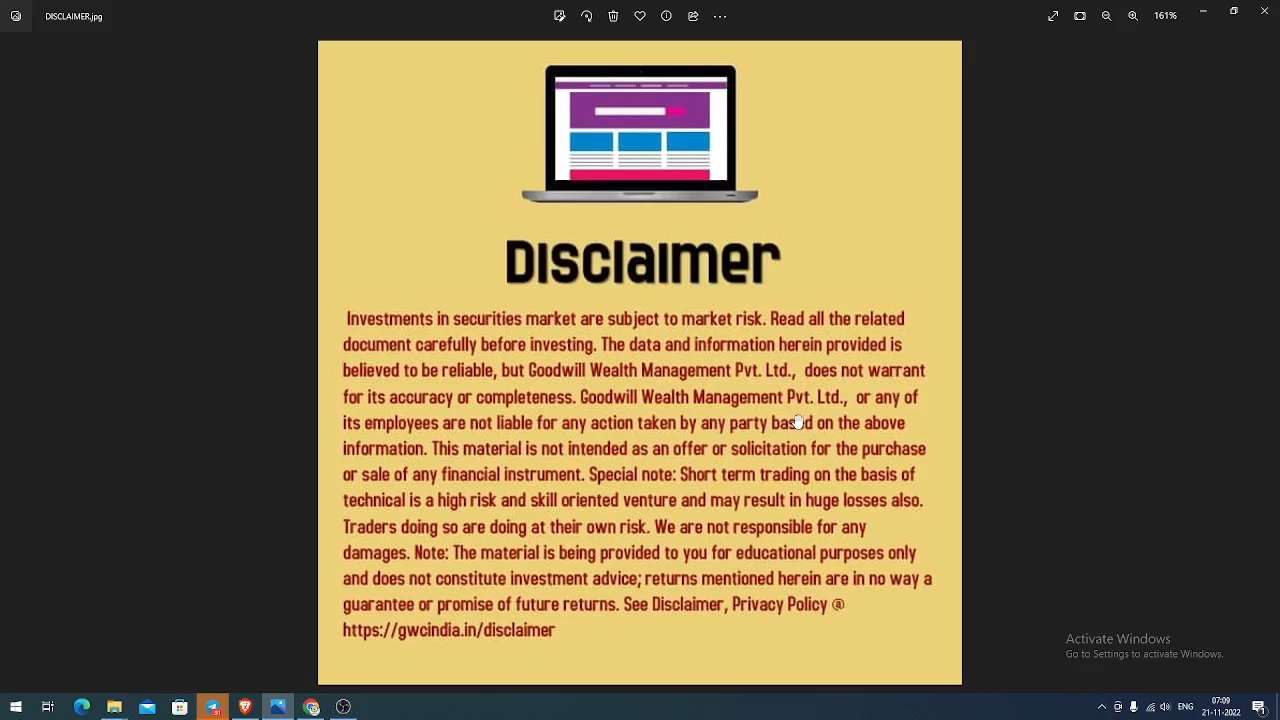 DISCLAIMER.jpg
Disclaimer
Investments in securities market are subject to market risk. Read all the related
document carefully before investing. The data and information herein provided is
believed to be reliable, but Goodwill Wealth Management Pvt. Ltd., does not warrant
for its accuracy or completeness. Goodwill Wealth Management Pvt. Ltd., or any of
its employees are not liable for any action taken by any party based on the above
information. This material is not intended as an offer or solicitation for the purchase
or sale of any financial instrument. Special note: Short term trading on the basis of
technical is a high risk and skill oriented venture and may result in huge losses also.
Traders doing so are doing at their own risk. We are not responsible for any
damages. Note: The material is being provided to you for educational purposes only
and does not constitute investment advice; returns mentioned herein are in no way a
guarantee or promise of future returns. See Disclaimer, Privacy Policy @
https://gwcindia.in/disclaimer
Activate Windows
Go to Settings to activate Windows.
07:09
21-11-2022